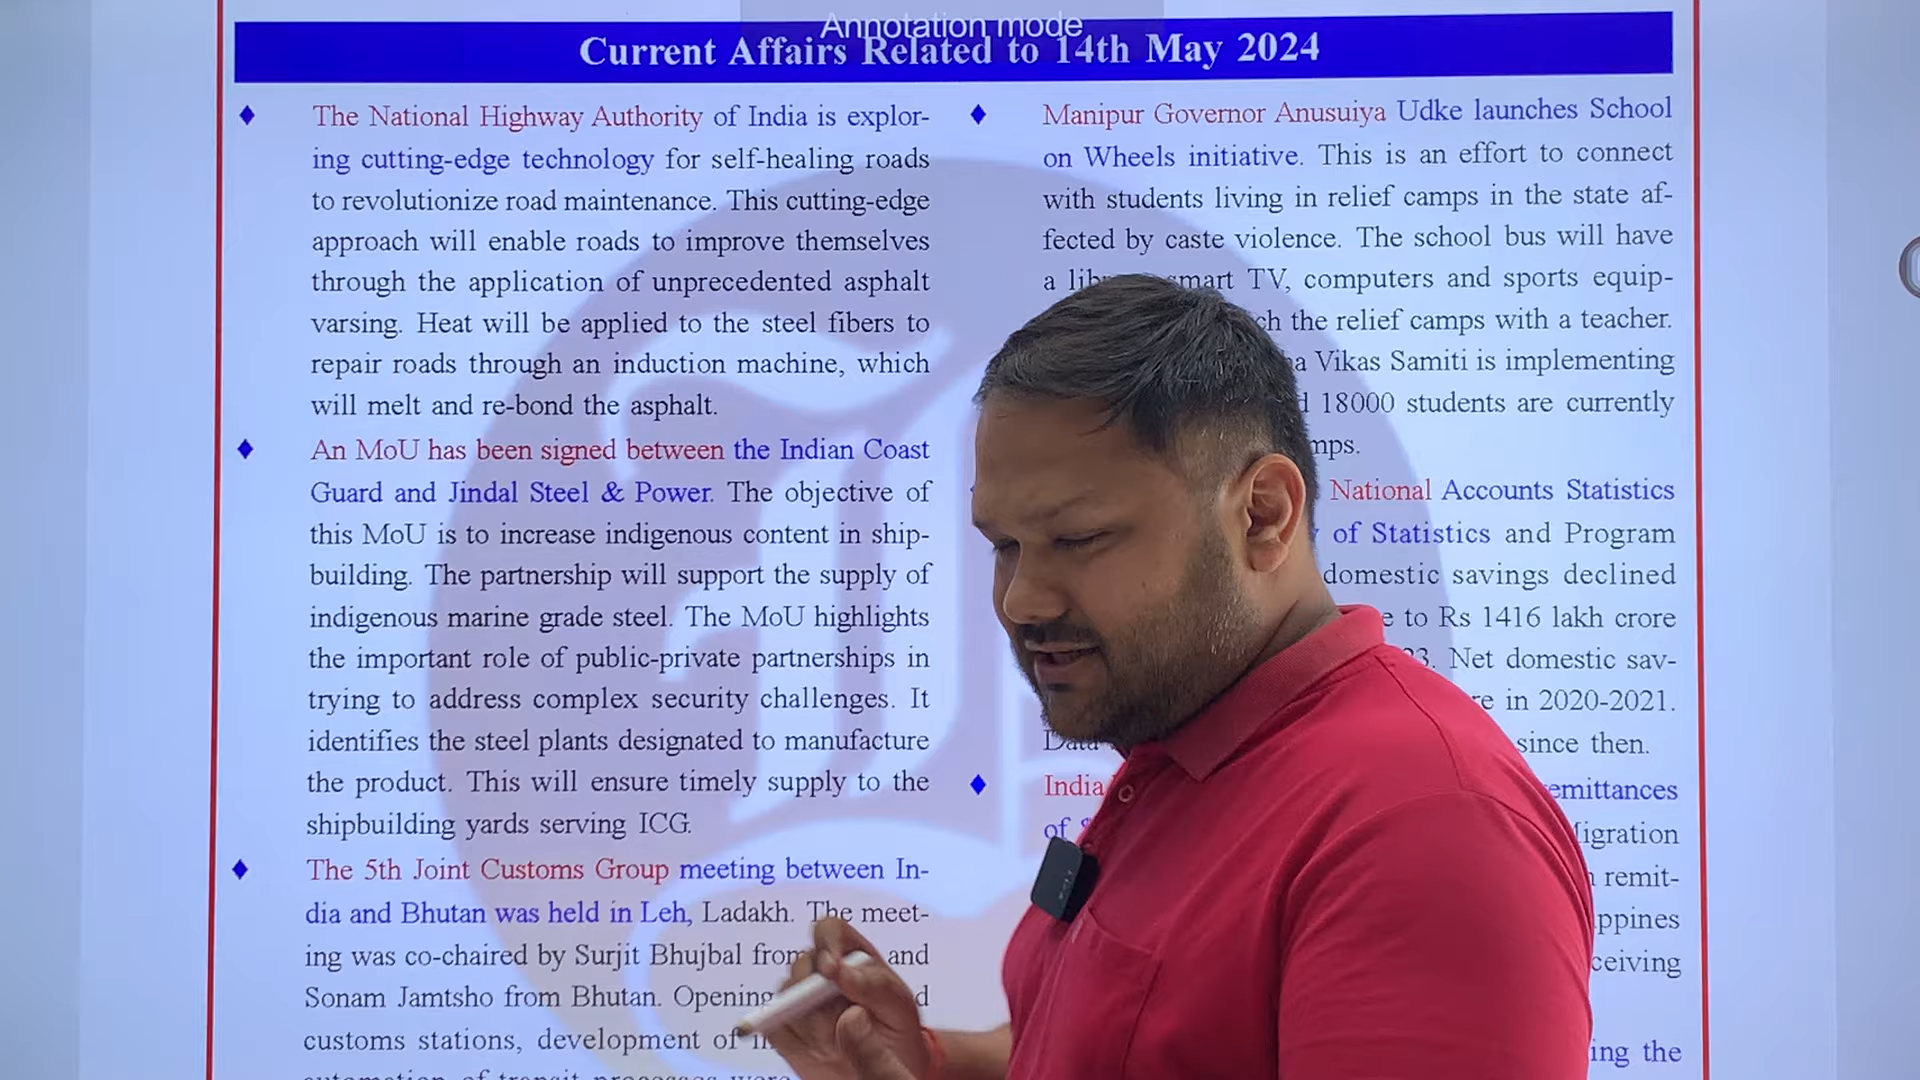 Annotation mode
Current Affairs Related to 14th May 2024
The National Highway Authority of India is explor-
ing cutting-edge technology for self-healing roads
to revolutionize road maintenance. This cutting-edge
approach will enable roads to improve themselves
through the application of unprecedented asphalt
varsing. Heat will be applied to the steel fibers to
repair roads through an induction machine, which
will melt and re-bond the asphalt.
An MoU has been signed between the Indian Coast
Guard and Jindal Steel & Power. The objective of
this MoU is to increase indigenous content in ship-
building. The partnership will support the supply of
indigenous marine grade steel. The MoU highlights
the important role of public-private partnerships in
trying to address complex security challenges. It
identifies the steel plants designated to manufacture
the product. This will ensure timely supply to the
shipbuilding yards serving ICG.
The 5th Joint Customs Group meeting between In-
dia and Bhutan was held in Leh, Ladakh. The meet-
ing was co-chaired by Surjit Bhujbal from and
Sonam Jamtsho from Bhutan. Opening
customs stations, development of
Manipur Governor Anusuiya Udke launches School
on Wheels initiative. This is an effort to connect
with students living in relief camps in the state af-
fected by caste violence. The school bus will have
a smart TV, computers and sports equip-
the relief camps with a teacher.
Vikas Samiti is implementing
18000 students are currently
National Accounts Statistics
of Statistics and Program
domestic savings declined
to Rs 1416 lakh crore
Net domestic sav-
in 2020-2021.
since then.
India
of
remit-
the